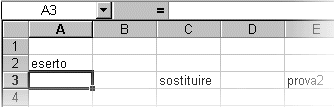 A3 =
A B C D E
1
2 eserto
3 sostituire prova2
4